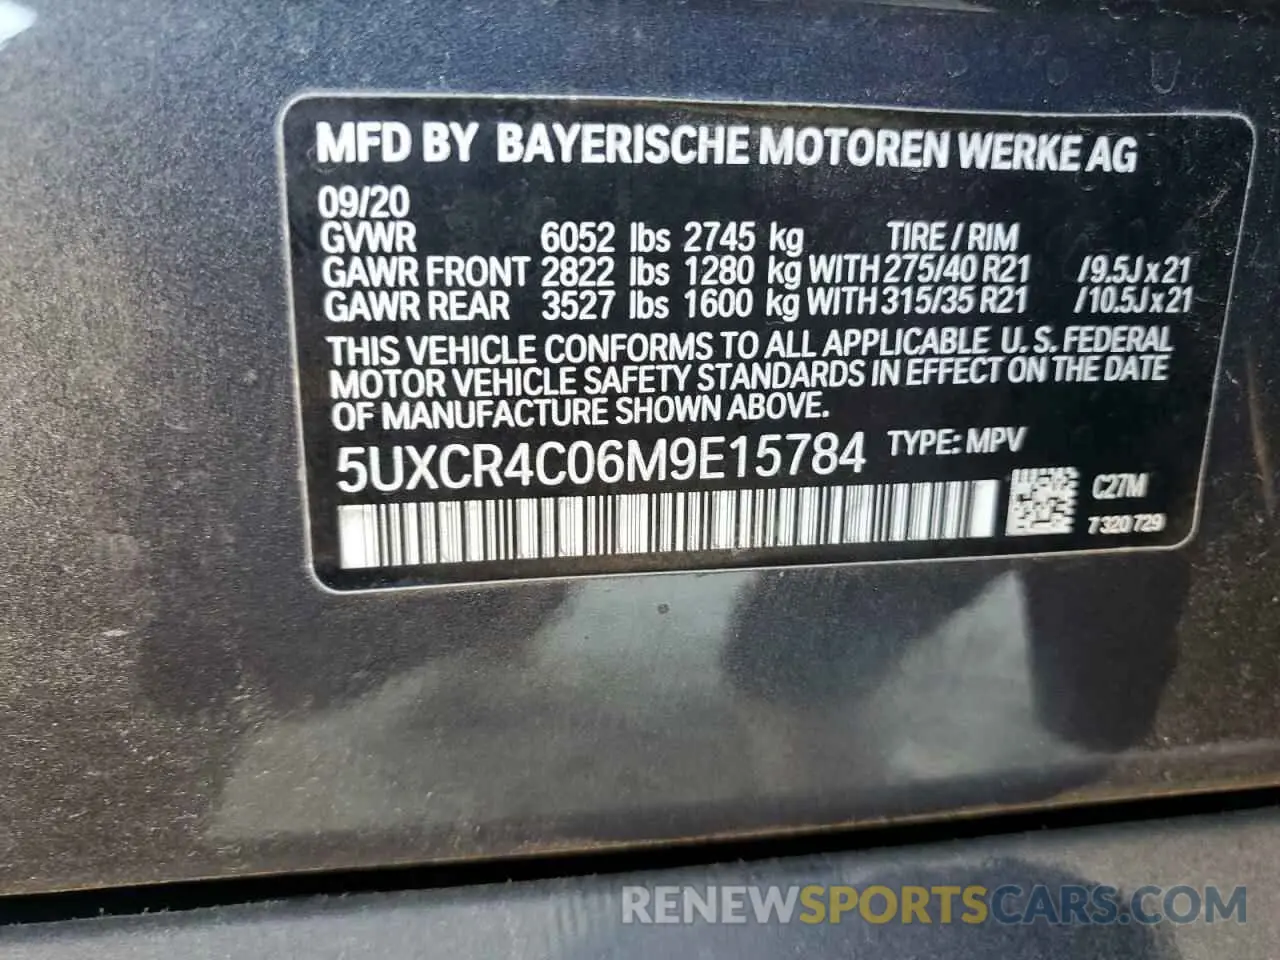 MFD BY BAYERISCHE MOTOREN WERKE AG
09/20
GVWR 6052 lbs 2745 kg TIRE / RIM
GAWR FRONT 2822 lbs 1280 kg WITH 275/40 R21 /9.5J x 21
GAWR REAR 3527 lbs 1600 kg WITH 315/35 R21 /10.5J x 21
THIS VEHICLE CONFORMS TO ALL APPLICABLE U. S. FEDERAL
MOTOR VEHICLE SAFETY STANDARDS IN EFFECT ON THE DATE
OF MANUFACTURE SHOWN ABOVE.
5UXCR4C06M9E15784 TYPE: MPV
C27M
7 320 729
RENEWSPORTSCARS.COM